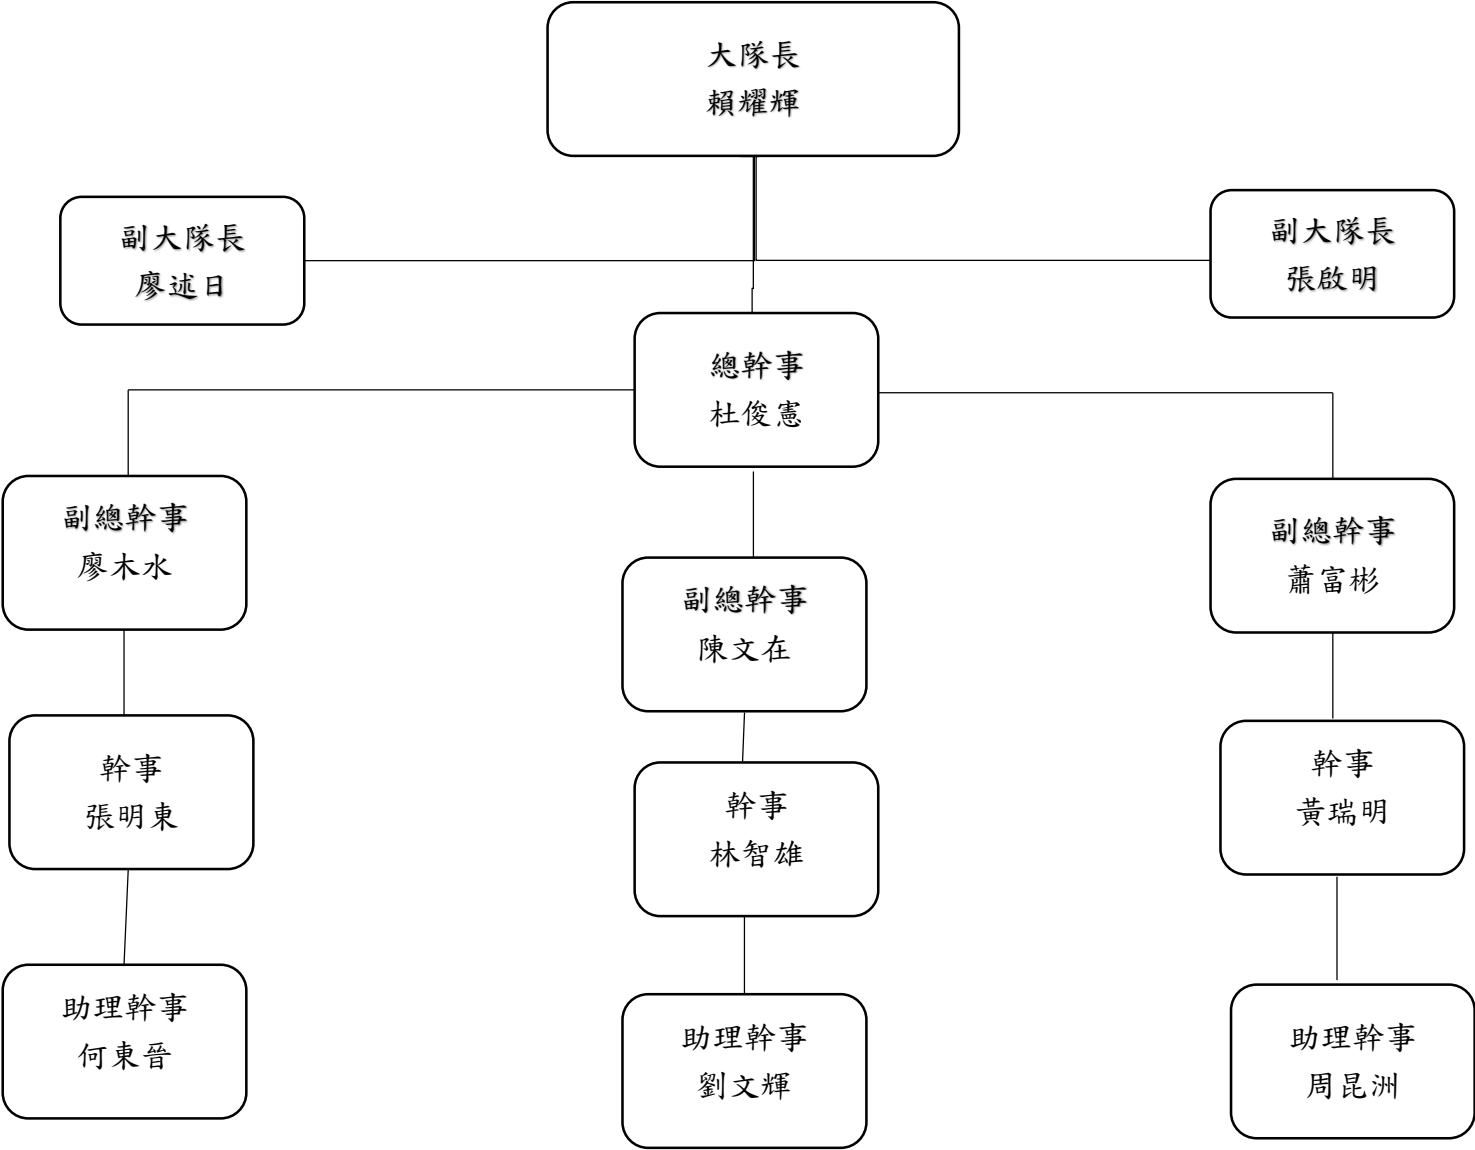 大隊長
賴耀輝
副大隊長
廖述日
副大隊長
張啟明
總幹事
杜俊憲
副總幹事
廖木水
副總幹事
陳文在
副總幹事
蕭富彬
幹事
張明東
幹事
林智雄
幹事
黃瑞明
助理幹事
何東晉
助理幹事
劉文輝
助理幹事
周昆洲